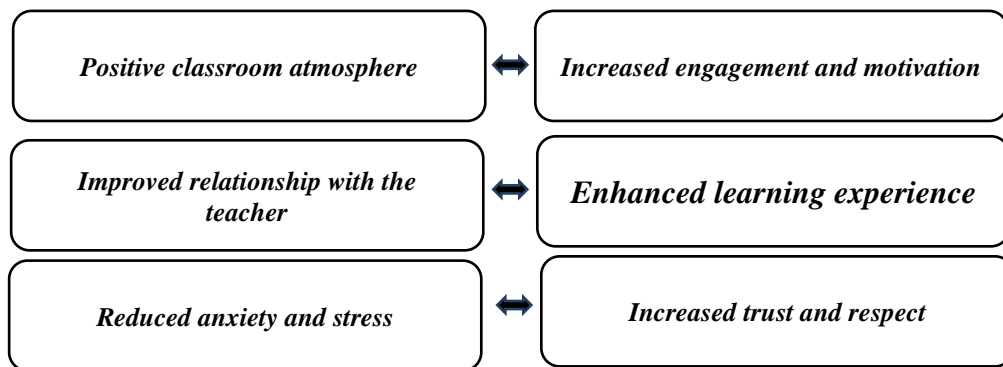 Positive classroom atmosphere
Increased engagement and motivation
Improved relationship with the
teacher
Enhanced learning experience
Reduced anxiety and stress
Increased trust and respect